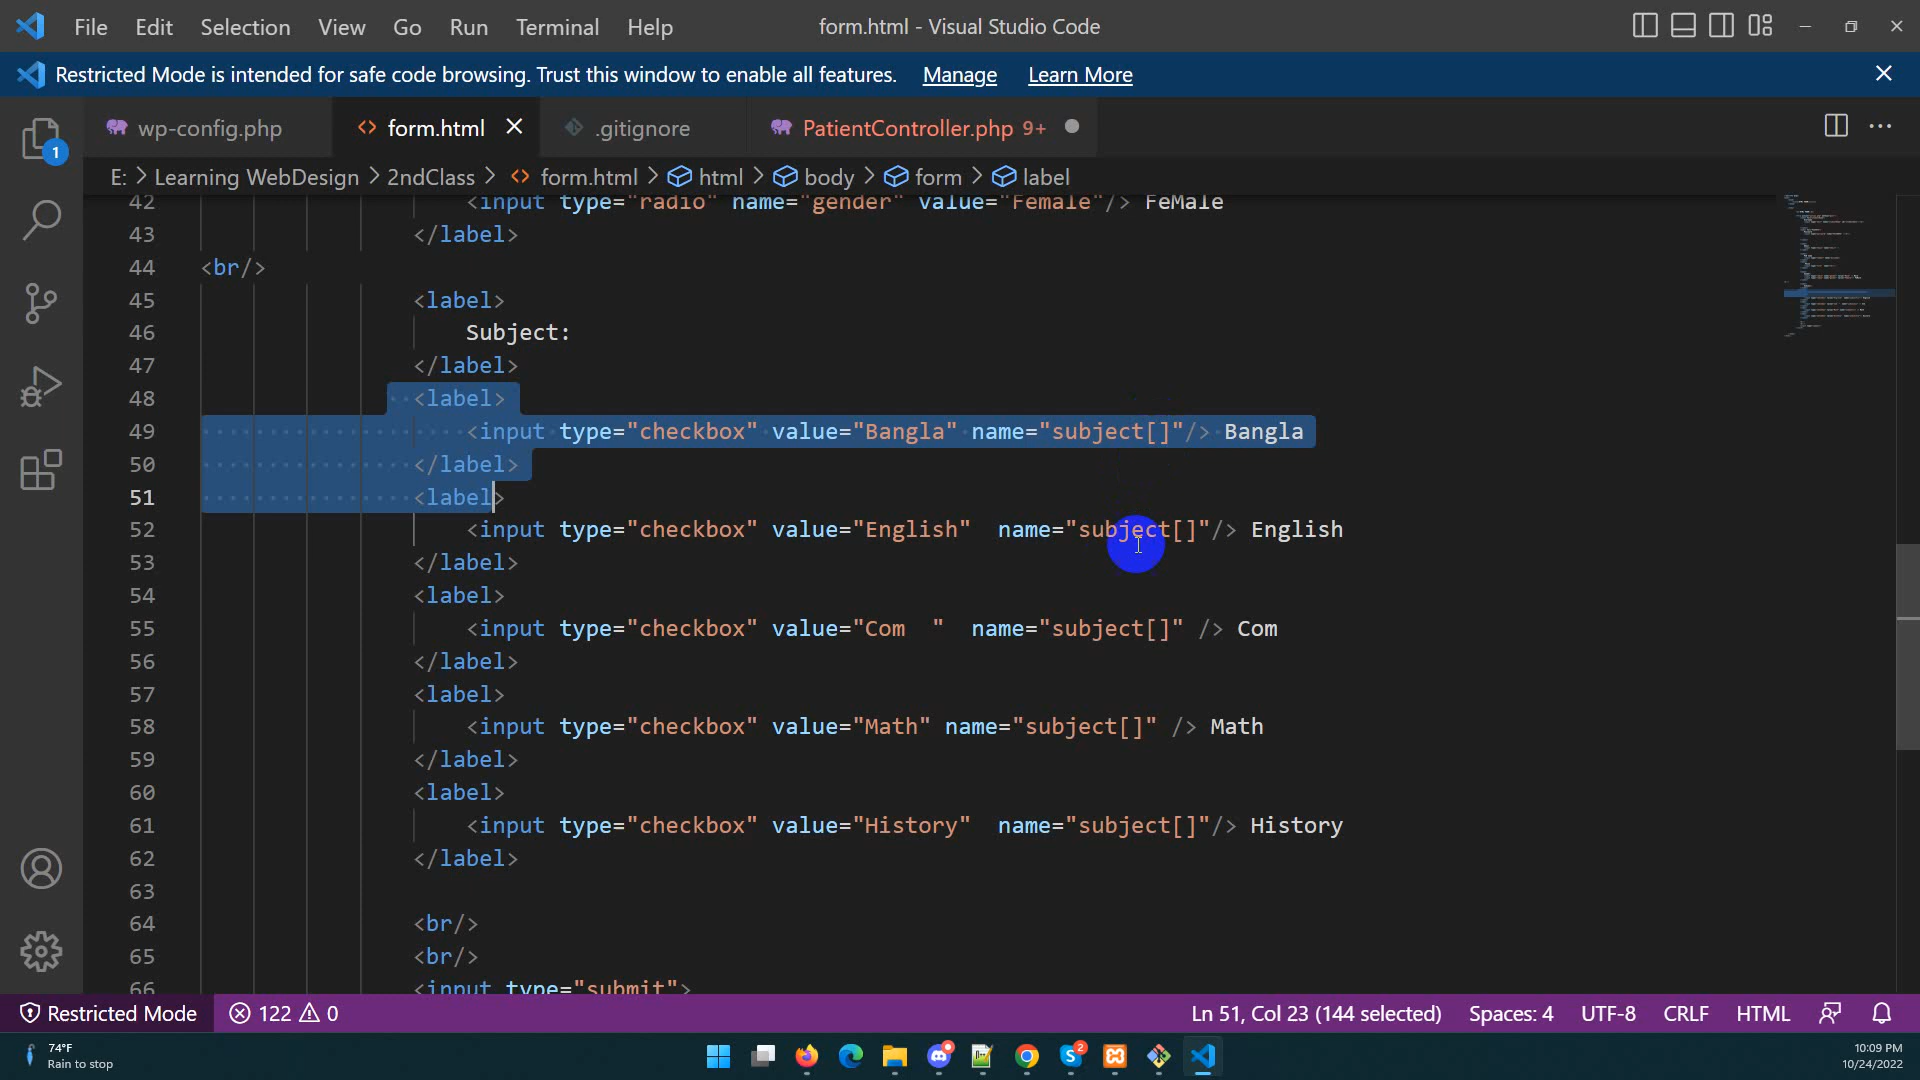 File Edit Selection View Go Run Terminal Help form.html - Visual Studio Code
Restricted Mode is intended for safe code browsing. Trust this window to enable all features. Manage Learn More
wp-config.php form.html .gitignore PatientController.php 9+
1
E: > Learning WebDesign > 2ndClass > form.html > html > body > form > label
42 <input type="radio" name="gender" value="Female"/> FeMale
43 </label>
44 <br/>
45 <label>
46 Subject:
47 </label>
48 <label>
49 <input type="checkbox" value="Bangla" name="subject[]"/> Bangla
50 </label>
51 <label>
52 <input type="checkbox" value="English"  name="subject[]"/> English
53 </label>
54 <label>
55 <input type="checkbox" value="Com  "  name="subject[]" /> Com
56 </label>
57 <label>
58 <input type="checkbox" value="Math" name="subject[]" /> Math
59 </label>
60 <label>
61 <input type="checkbox" value="History"  name="subject[]"/> History
62 </label>
63
64 <br/>
65 <br/>
66 <input type="submit">
Restricted Mode 122 0 Ln 51, Col 23 (144 selected) Spaces: 4 UTF-8 CRLF HTML
74°F
Rain to stop
2
10:09 PM
10/24/2022